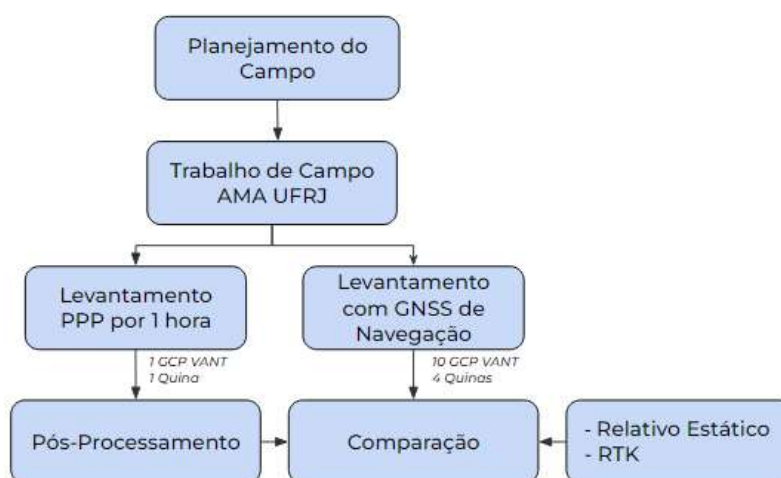 Planejamento do
Campo
Trabalho de Campo
AMA UFRJ
Levantamento
PPP por 1 hora
Levantamento
com GNSS de
Navegação
1 GCP VANT
1 Quina
10 GCP VANT
4 Quinas
Pós-Processamento
Comparação
- Relativo Estático
- RTK